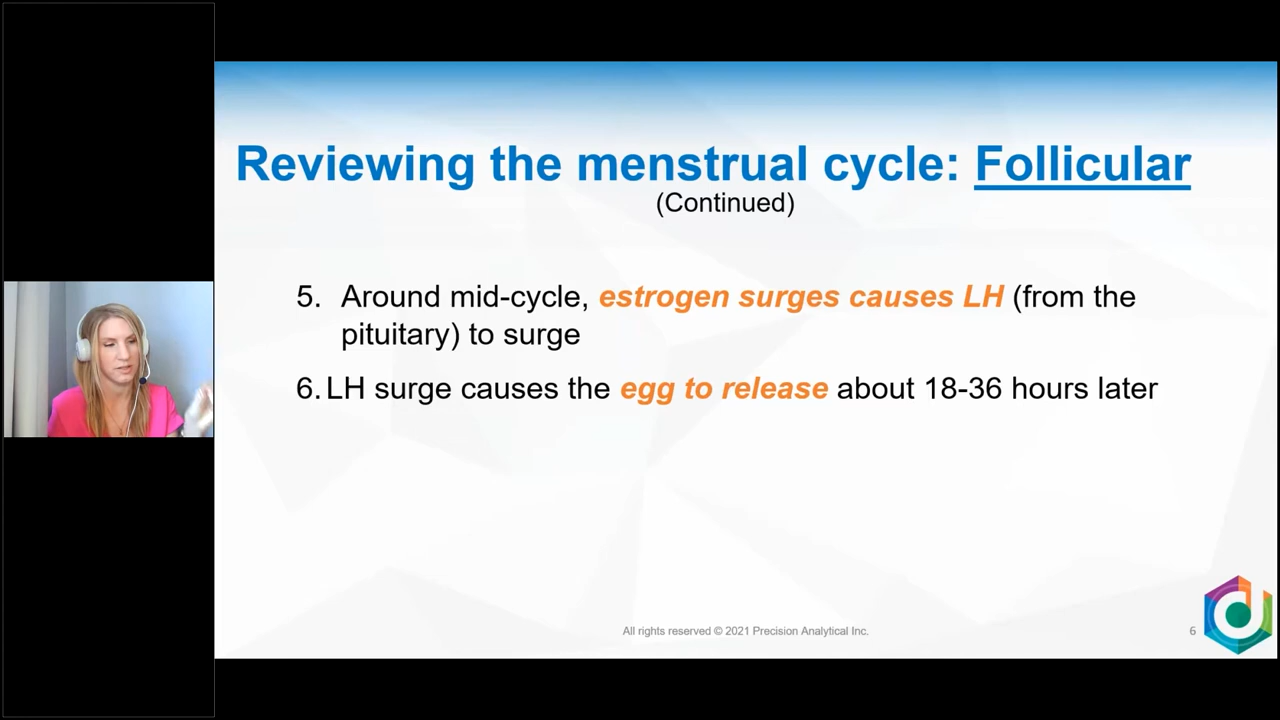 Reviewing the menstrual cycle: Follicular
(Continued)
5. Around mid-cycle, estrogen surges causes LH (from the
pituitary) to surge
6. LH surge causes the egg to release about 18-36 hours later
All rights reserved © 2021 Precision Analytical Inc.
6